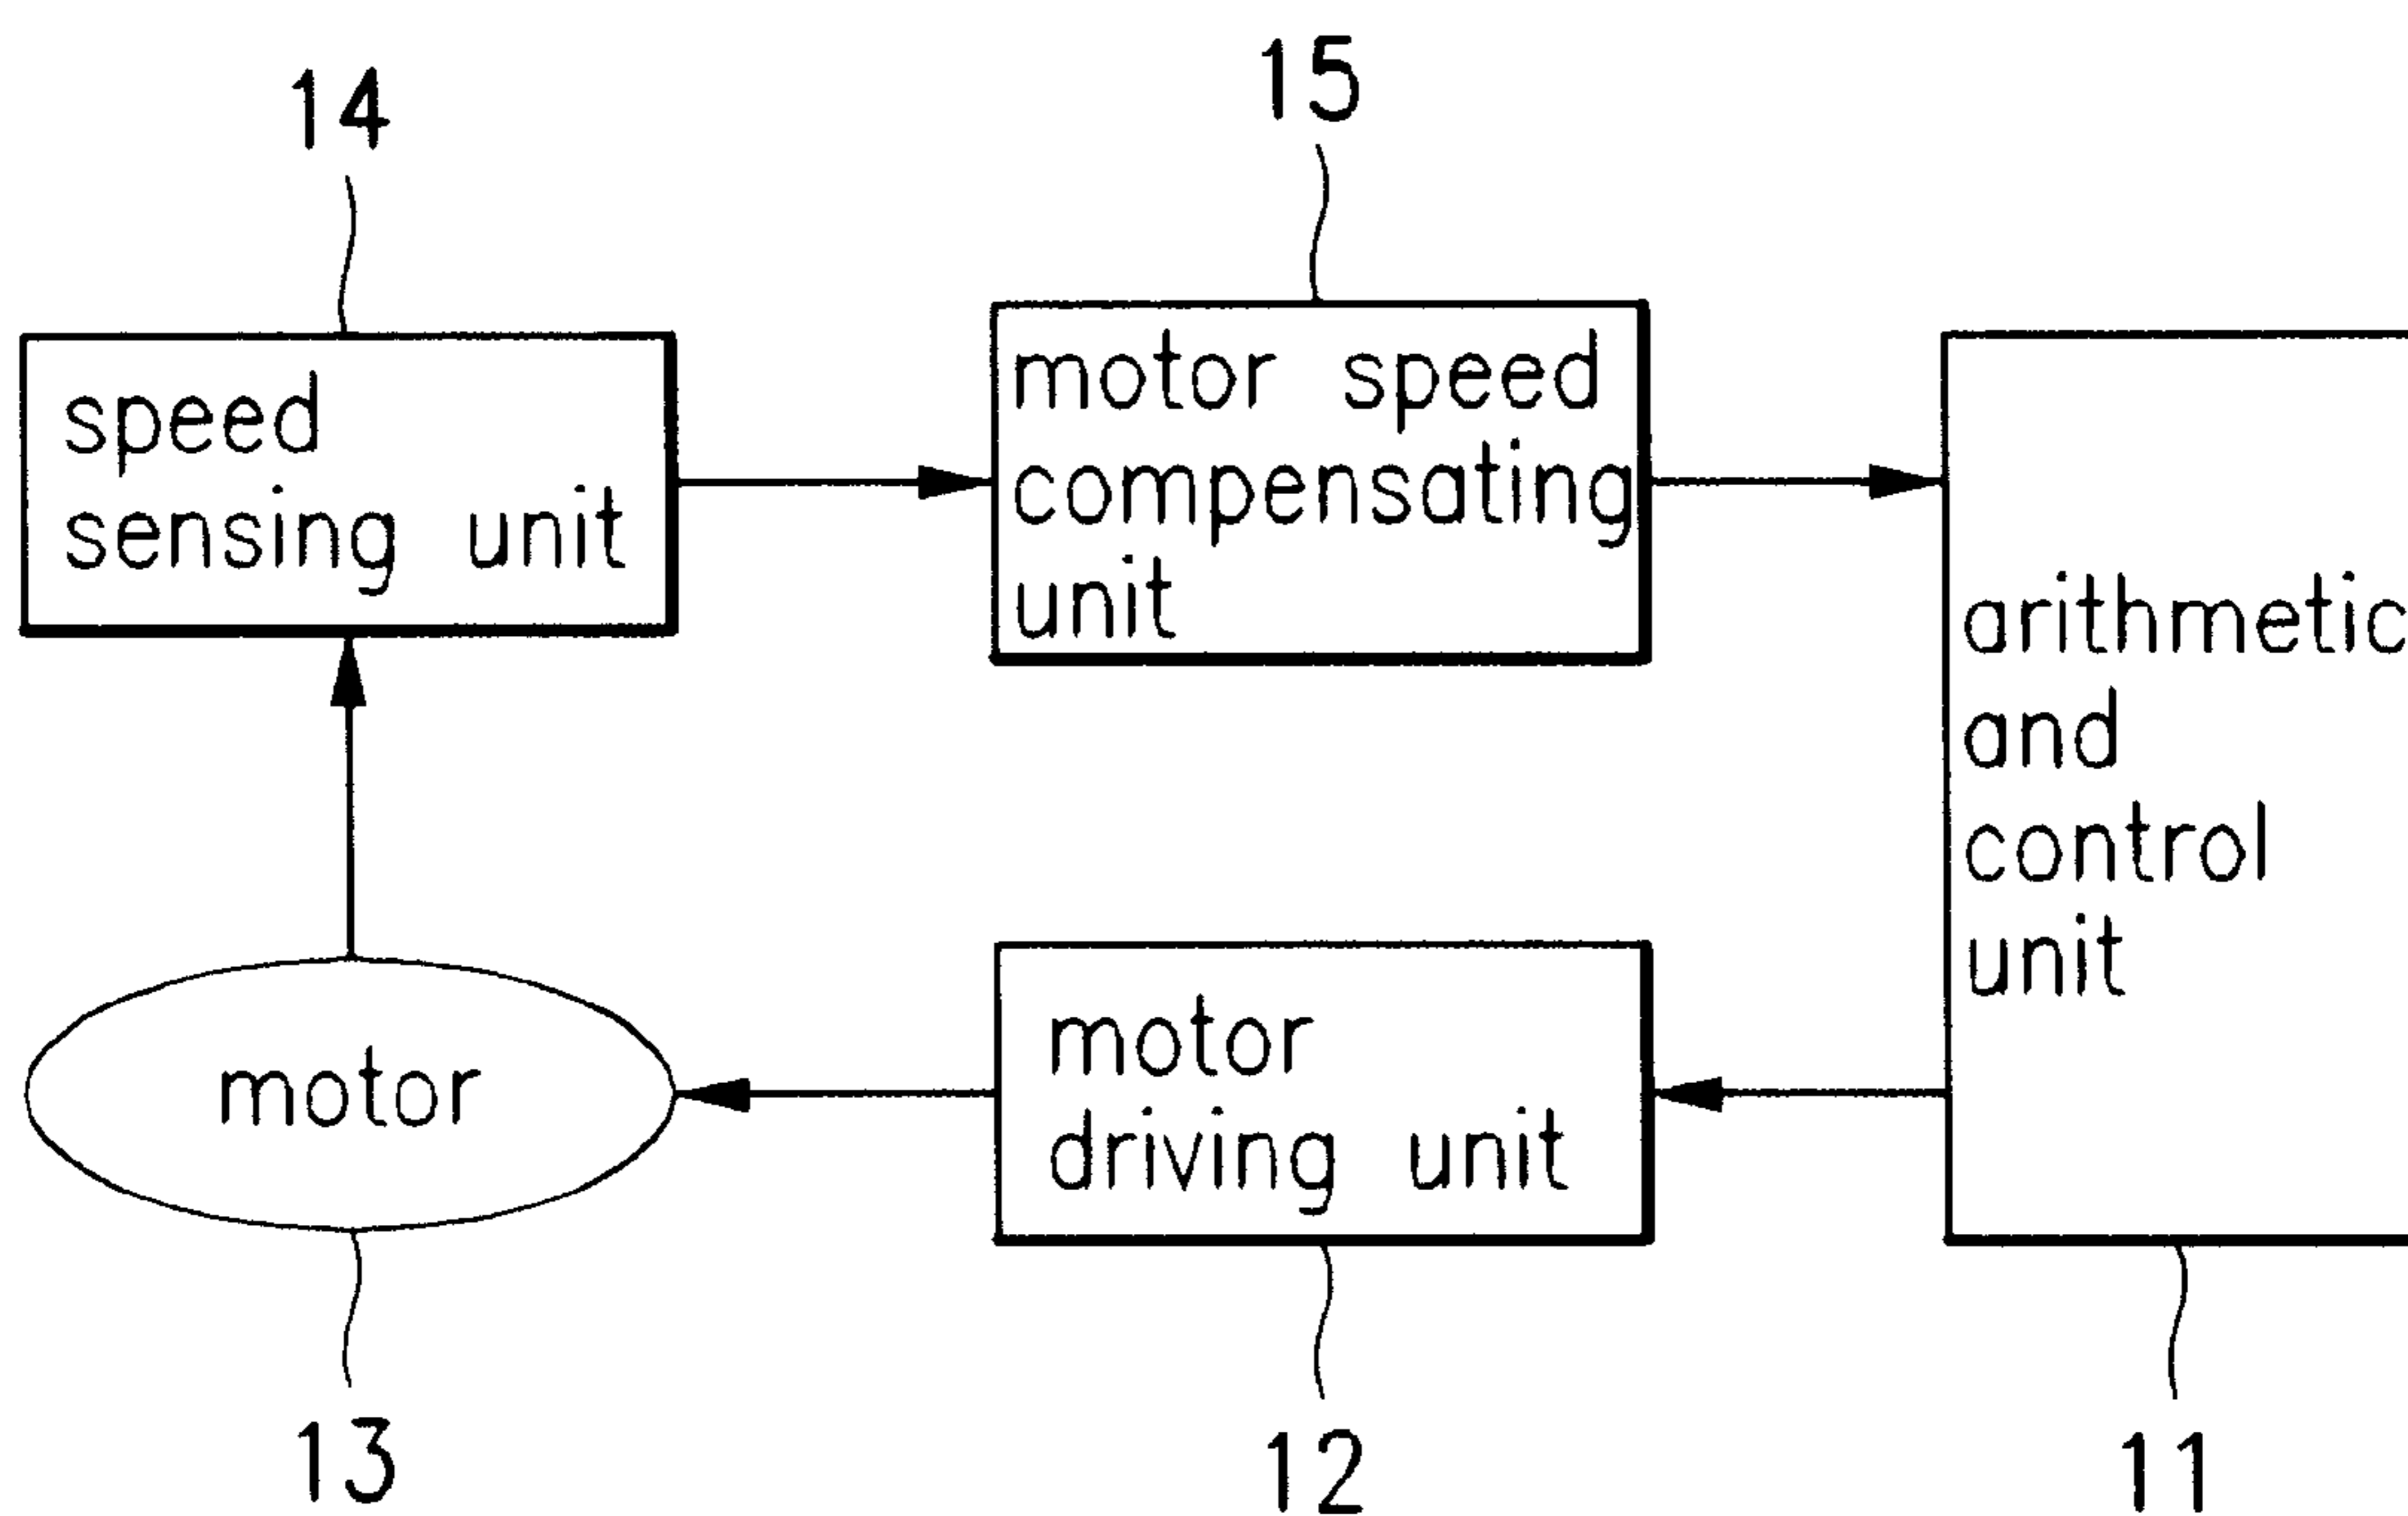 14
15
speed
sensing unit
motor speed
compensating
unit
arithmetic
and
control
unit
motor
motor
driving unit
13
12
11